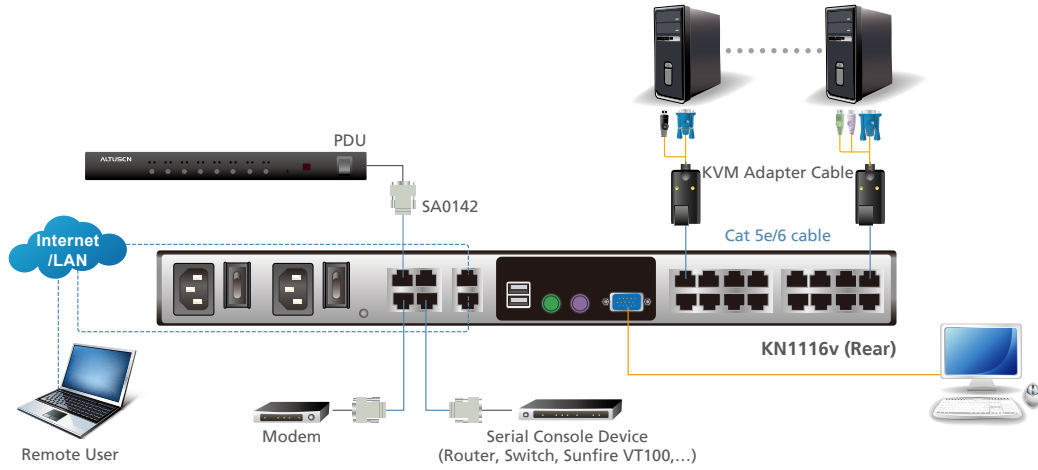 PDU
ALTUSCN
SA0142
KVM Adapter Cable
Cat 5e/6 cable
Internet
/LAN
KN1116v (Rear)
Remote User
Modem
Serial Console Device
(Router, Switch, Sunfire VT100,...)